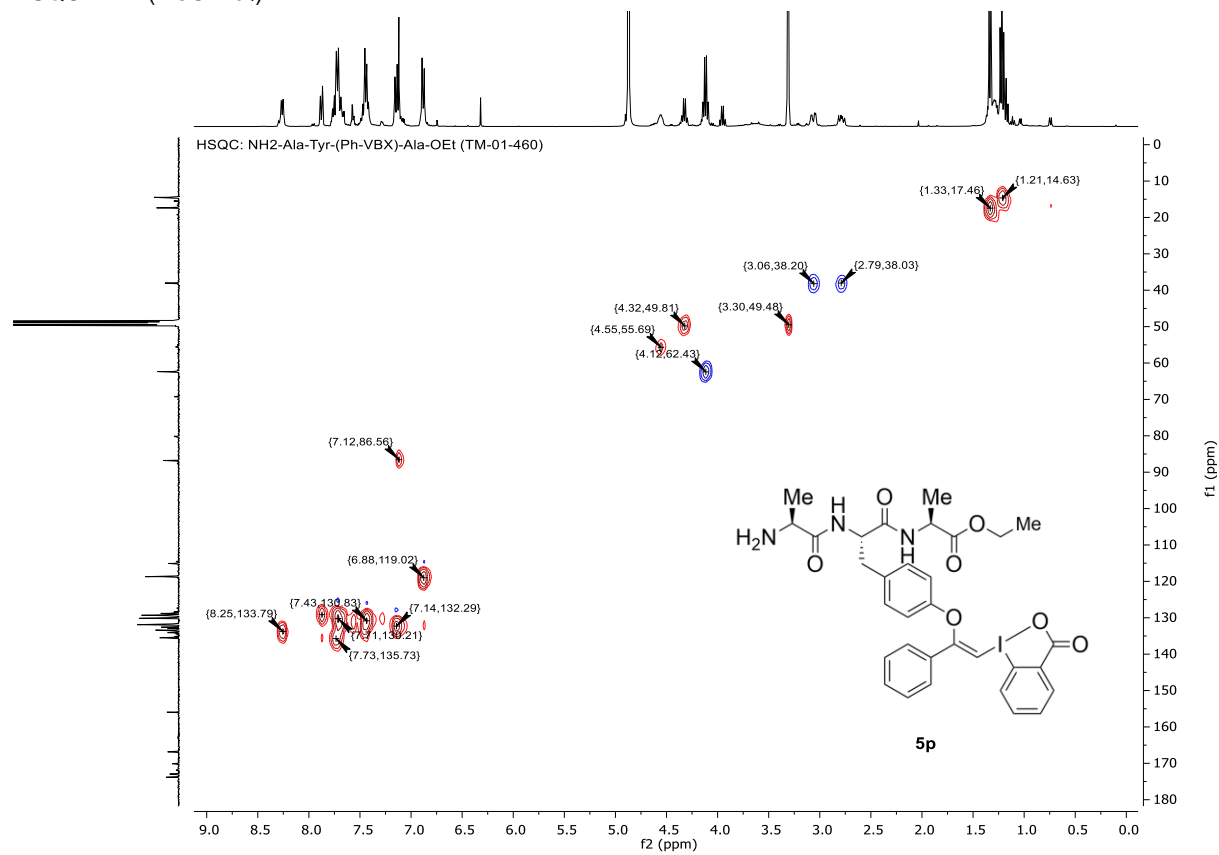 HSQC: NH2-Ala-Tyr-(Ph-VBX)-Ala-OEt (TM-01-460)
{1.33,17.46}
{1.21,14.63}
{3.06,38.20}
{2.79,38.03}
{4.32,49.81}
{3.30,49.48}
{4.55,55.69}
{4.12,62.43}
{7.12,86.56}
{6.88,119.02}
{7.43,130.83}
{7.14,132.29}
{8.25,133.79}
{7.71,130.21}
{7.73,135.73}
Me
H
N
O
Me
O
Me
H2N
O
N
H
O
O
O
I
O
5p
0
10
20
30
40
50
60
70
80
90
100
110
120
130
140
150
160
170
180
f1 (ppm)
9.0 8.5 8.0 7.5 7.0 6.5 6.0 5.5 5.0 4.5 4.0 3.5 3.0 2.5 2.0 1.5 1.0 0.5 0.0
f2 (ppm)